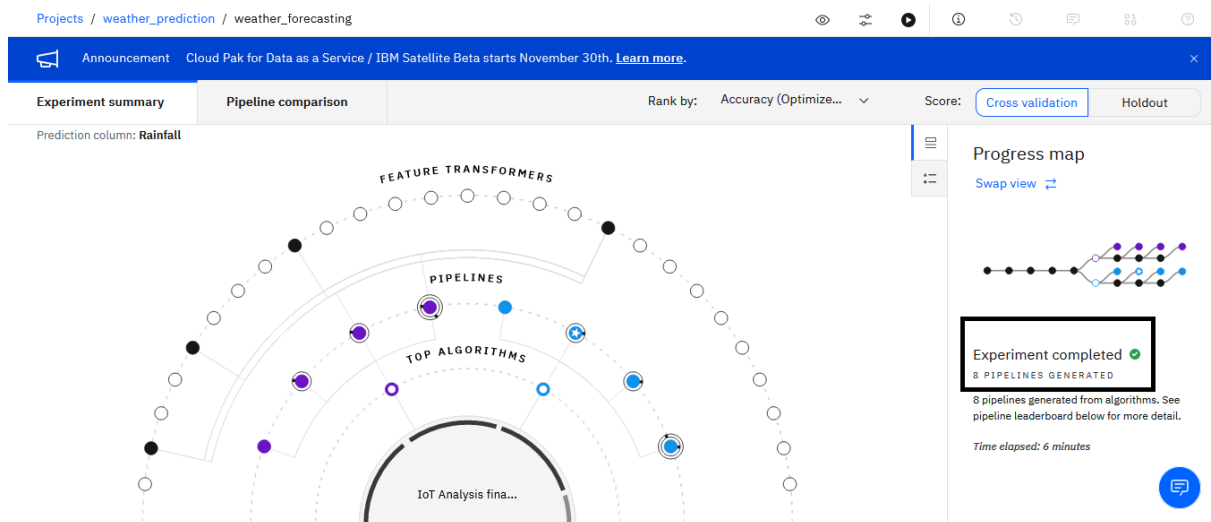 Projects / weather_prediction / weather_forecasting
Announcement Cloud Pak for Data as a Service / IBM Satellite Beta starts November 30th. Learn more.
Experiment summary Pipeline comparison Rank by: Accuracy (Optimize... Score: Cross validation Holdout
Prediction column: Rainfall
FEATURE TRANSFORMERS
PIPELINES
TOP ALGORITHMS
IoT Analysis fina...
Progress map
Swap view
Experiment completed
8 PIPELINES GENERATED
8 pipelines generated from algorithms. See
pipeline leaderboard below for more detail.
Time elapsed: 6 minutes